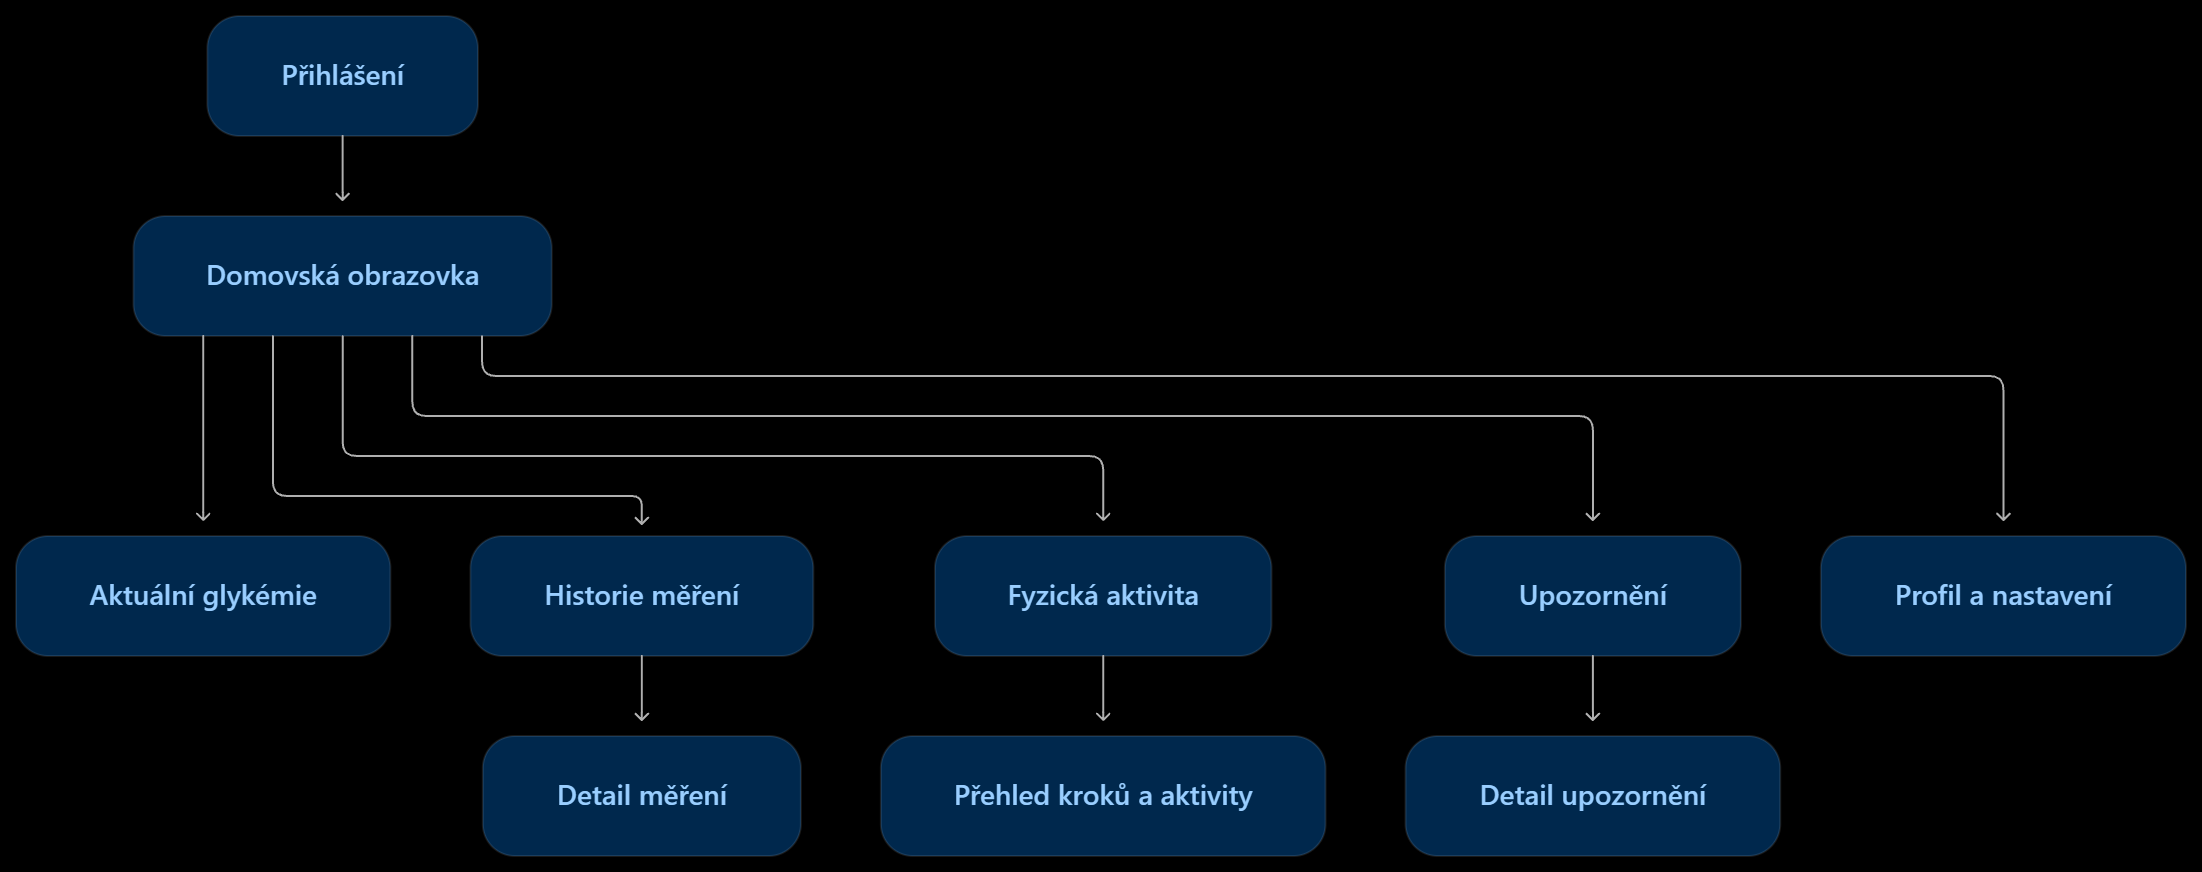 Přihlášení
Domovská obrazovka
Aktuální glykémie
Historie měření
Fyzická aktivita
Upozornění
Profil a nastavení
Detail měření
Přehled kroků a aktivity
Detail upozornění